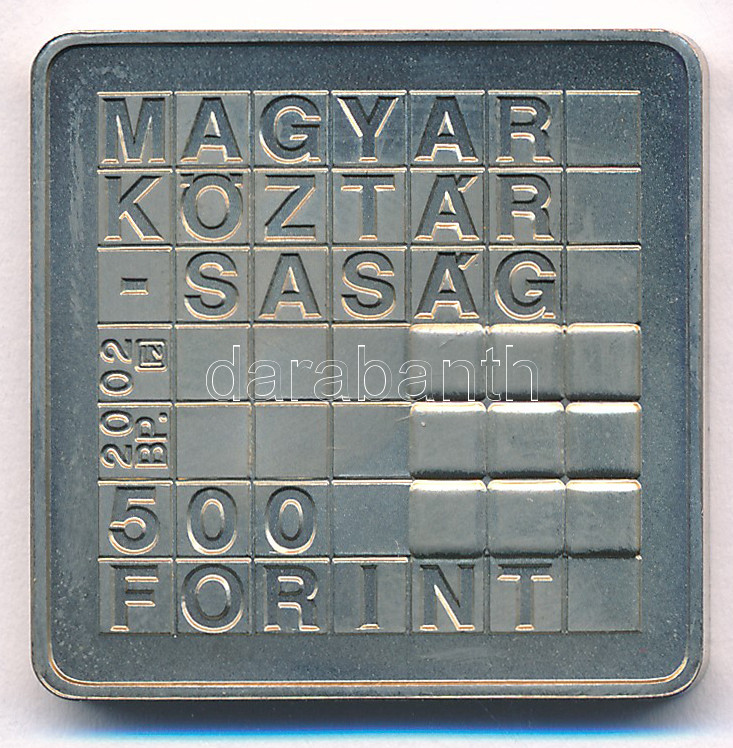 MAGYAR
KÖZTÁR
-SASÁG
2002
BP.
darabanth
500
FORINT